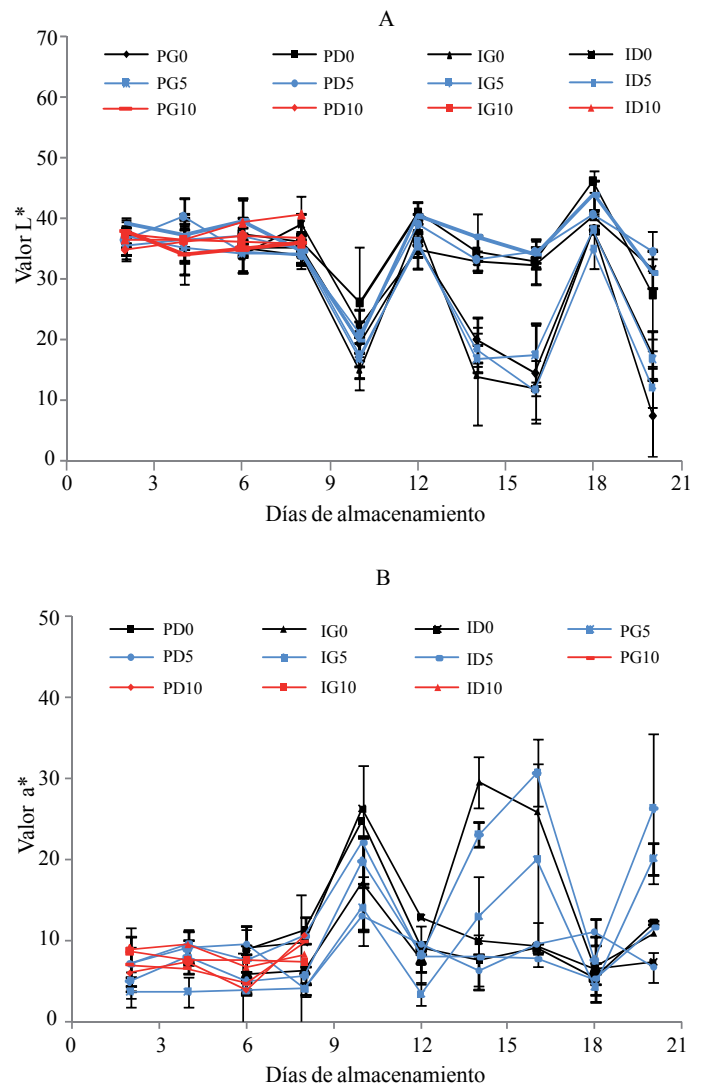 A
70
60
50
40
30
20
10
0
Valor L*
PG0 PD0 IG0 ID0
PG5 PD5 IG5 ID5
PG10 PD10 IG10 ID10
0 3 6 9 12 15 18 21
Días de almacenamiento
B
50
40
30
20
10
0
Valor a*
PD0 IG0 ID0 PG5
PD5 IG5 ID5 PG10
PD10 IG10 ID10
0 3 6 9 12 15 18 21
Días de almacenamiento